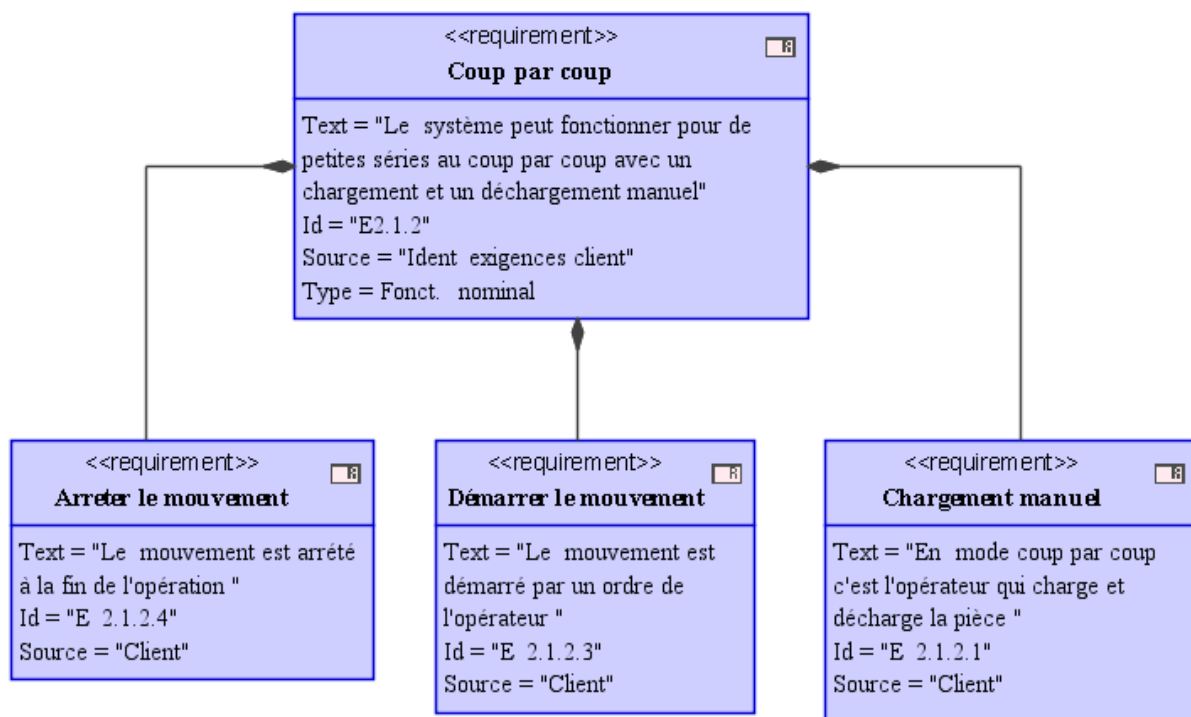 <<requirement>>
Coup par coup
Text = "Le système peut fonctionner pour de
petites séries au coup par coup avec un
chargement et un déchargement manuel"
Id = "E2.1.2"
Source = "Ident exigences client"
Type = Fonct. nominal
<<requirement>>
Arreter le mouvement
Text = "Le mouvement est arrété
à la fin de l'opération "
Id = "E 2.1.2.4"
Source = "Client"
<<requirement>>
Démarrer le mouvement
Text = "Le mouvement est
démarré par un ordre de
l'opérateur "
Id = "E 2.1.2.3"
Source = "Client"
<<requirement>>
Chargement manuel
Text = "En mode coup par coup
c'est l'opérateur qui charge et
décharge la pièce "
Id = "E 2.1.2.1"
Source = "Client"